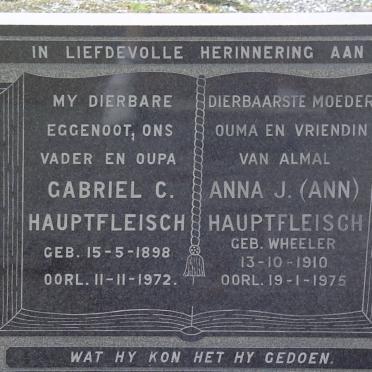 IN LIEFDEVOLLE HERINNERING AAN
MY DIERBARE
EGGENOOT, ONS
VADER EN OUPA
GABRIEL C.
HAUPTFLEISCH
GEB. 15-5-1898
OORL. 11-11-1972.
DIERBAARSTE MOEDER
OUMA EN VRIENDIN
VAN ALMAL
ANNA J. (ANN)
HAUPTFLEISCH
GEB. WHEELER
13-10-1910
OORL. 19-1-1975
WAT HY KON HET HY GEDOEN.